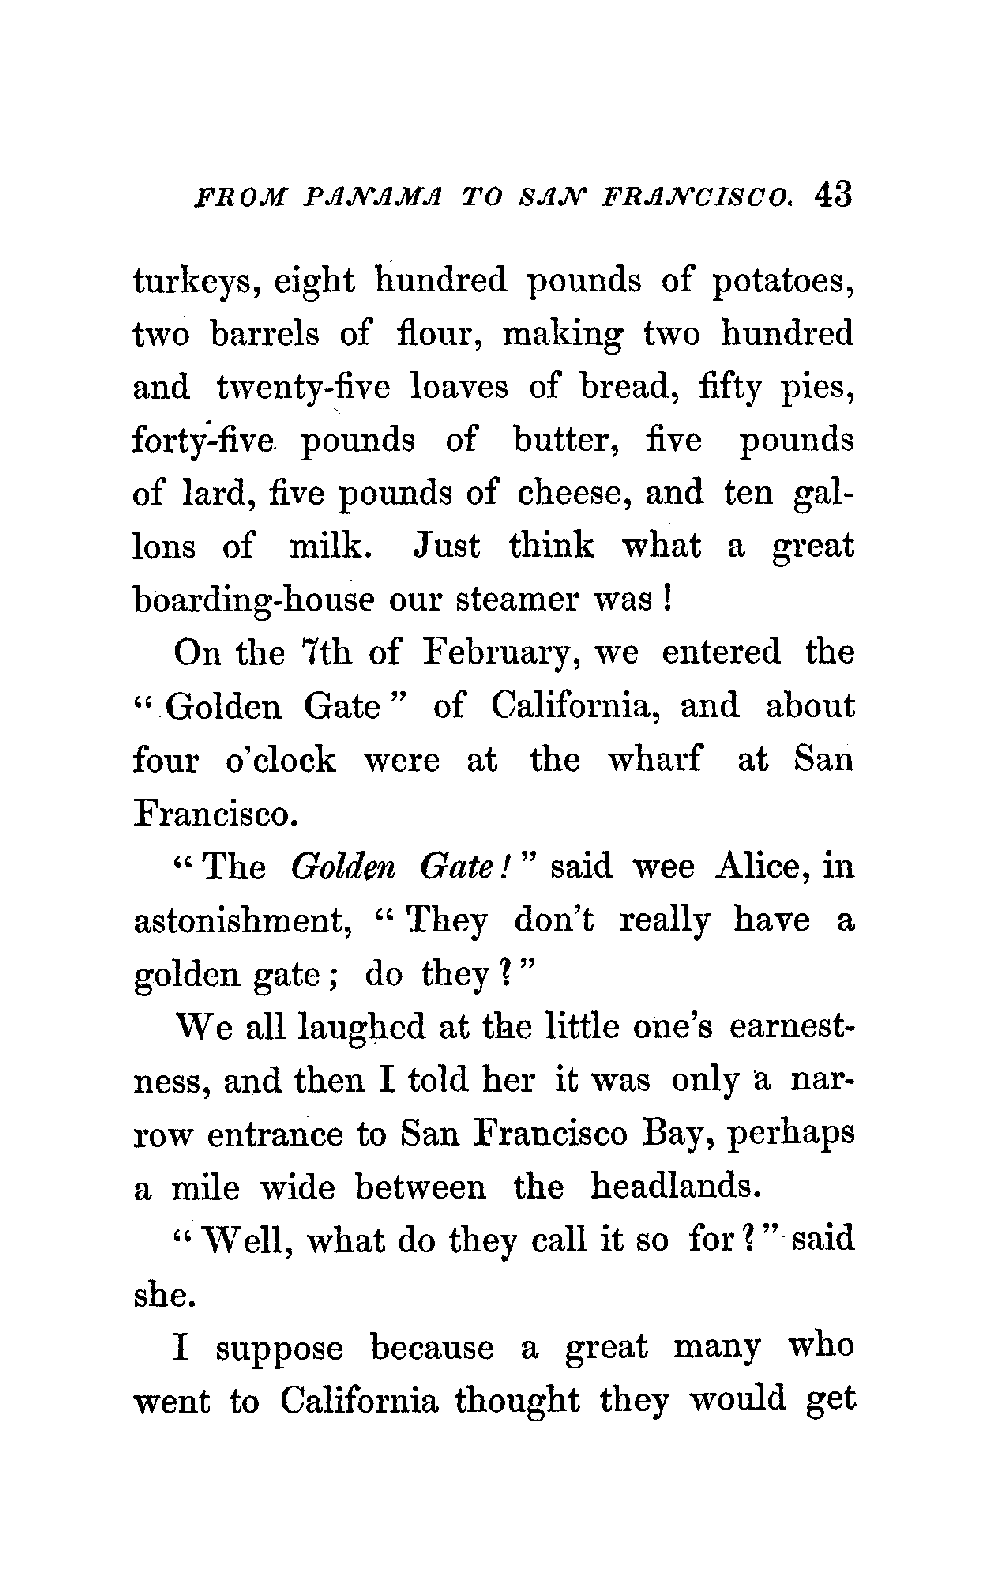 FROM PANAMA TO SAN FRANCISCO. 43
turkeys, eight hundred pounds of potatoes,
two barrels of flour, making two hundred
and twenty-five loaves of bread, fifty pies,
forty-five pounds of butter, five pounds
of lard, five pounds of cheese, and ten gal-
lons of milk. Just think what a great
boarding-house our steamer was!
On the 7th of February, we entered the
"Golden Gate" of California, and about
four o'clock were at the wharf at San
Francisco.
"The Golden Gate!" said wee Alice, in
astonishment, "They don't really have a
golden gate; do they?"
We all laughed at the little one's earnest-
ness, and then I told her it was only a nar-
row entrance to San Francisco Bay, perhaps
a mile wide between the headlands.
"Well, what do they call it so for?" said
she.
I suppose because a great many who
went to California thought they would get